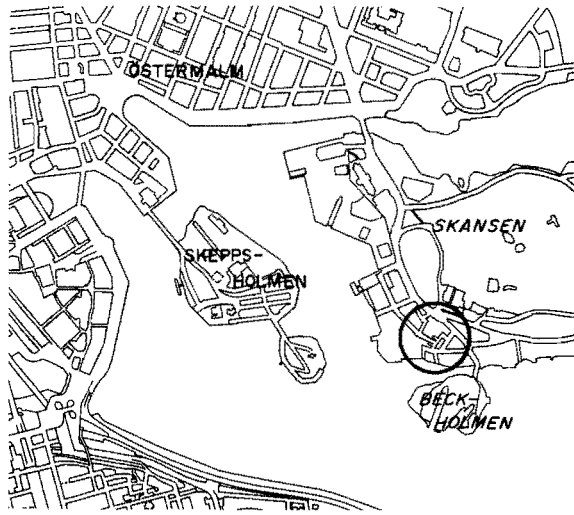 ÖSTERMALM
SKANSEN
SKEPPS-
HOLMEN
BECK-
HOLMEN